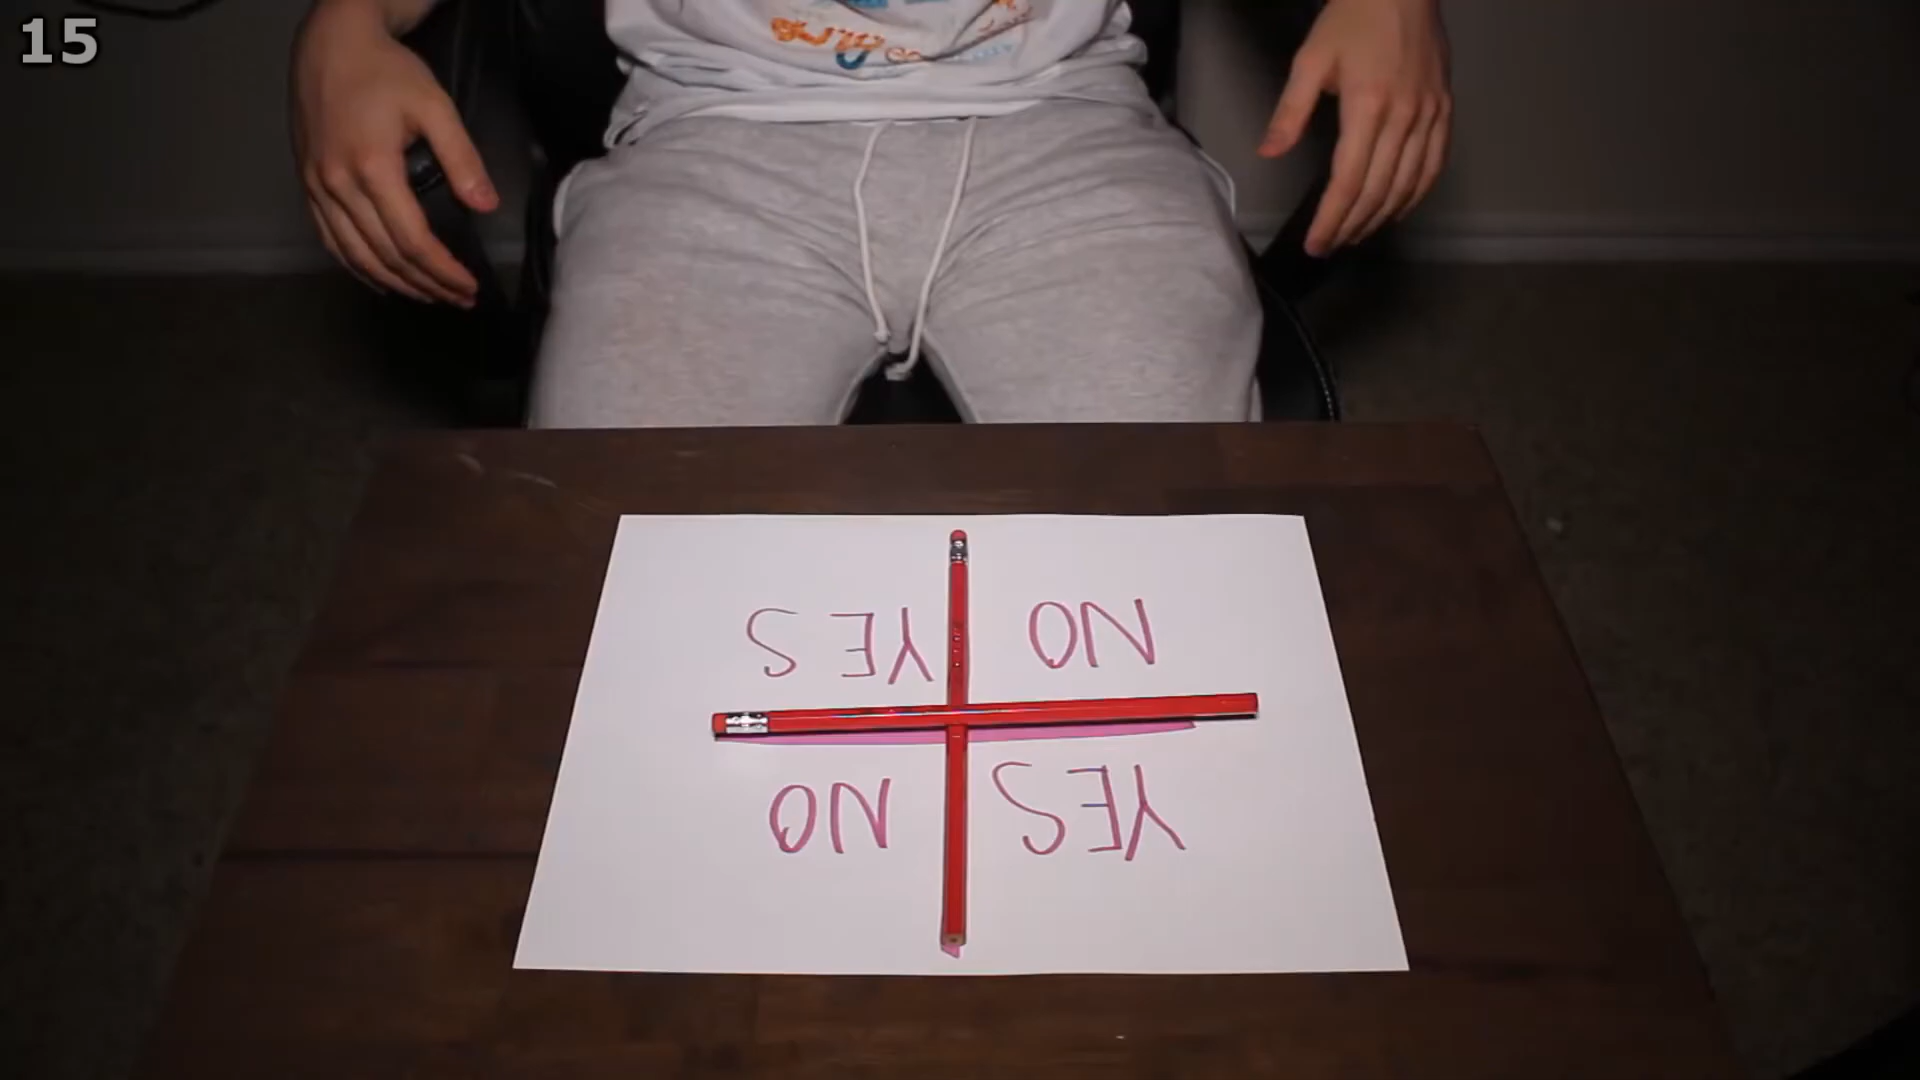 15
YES NO
NO YES